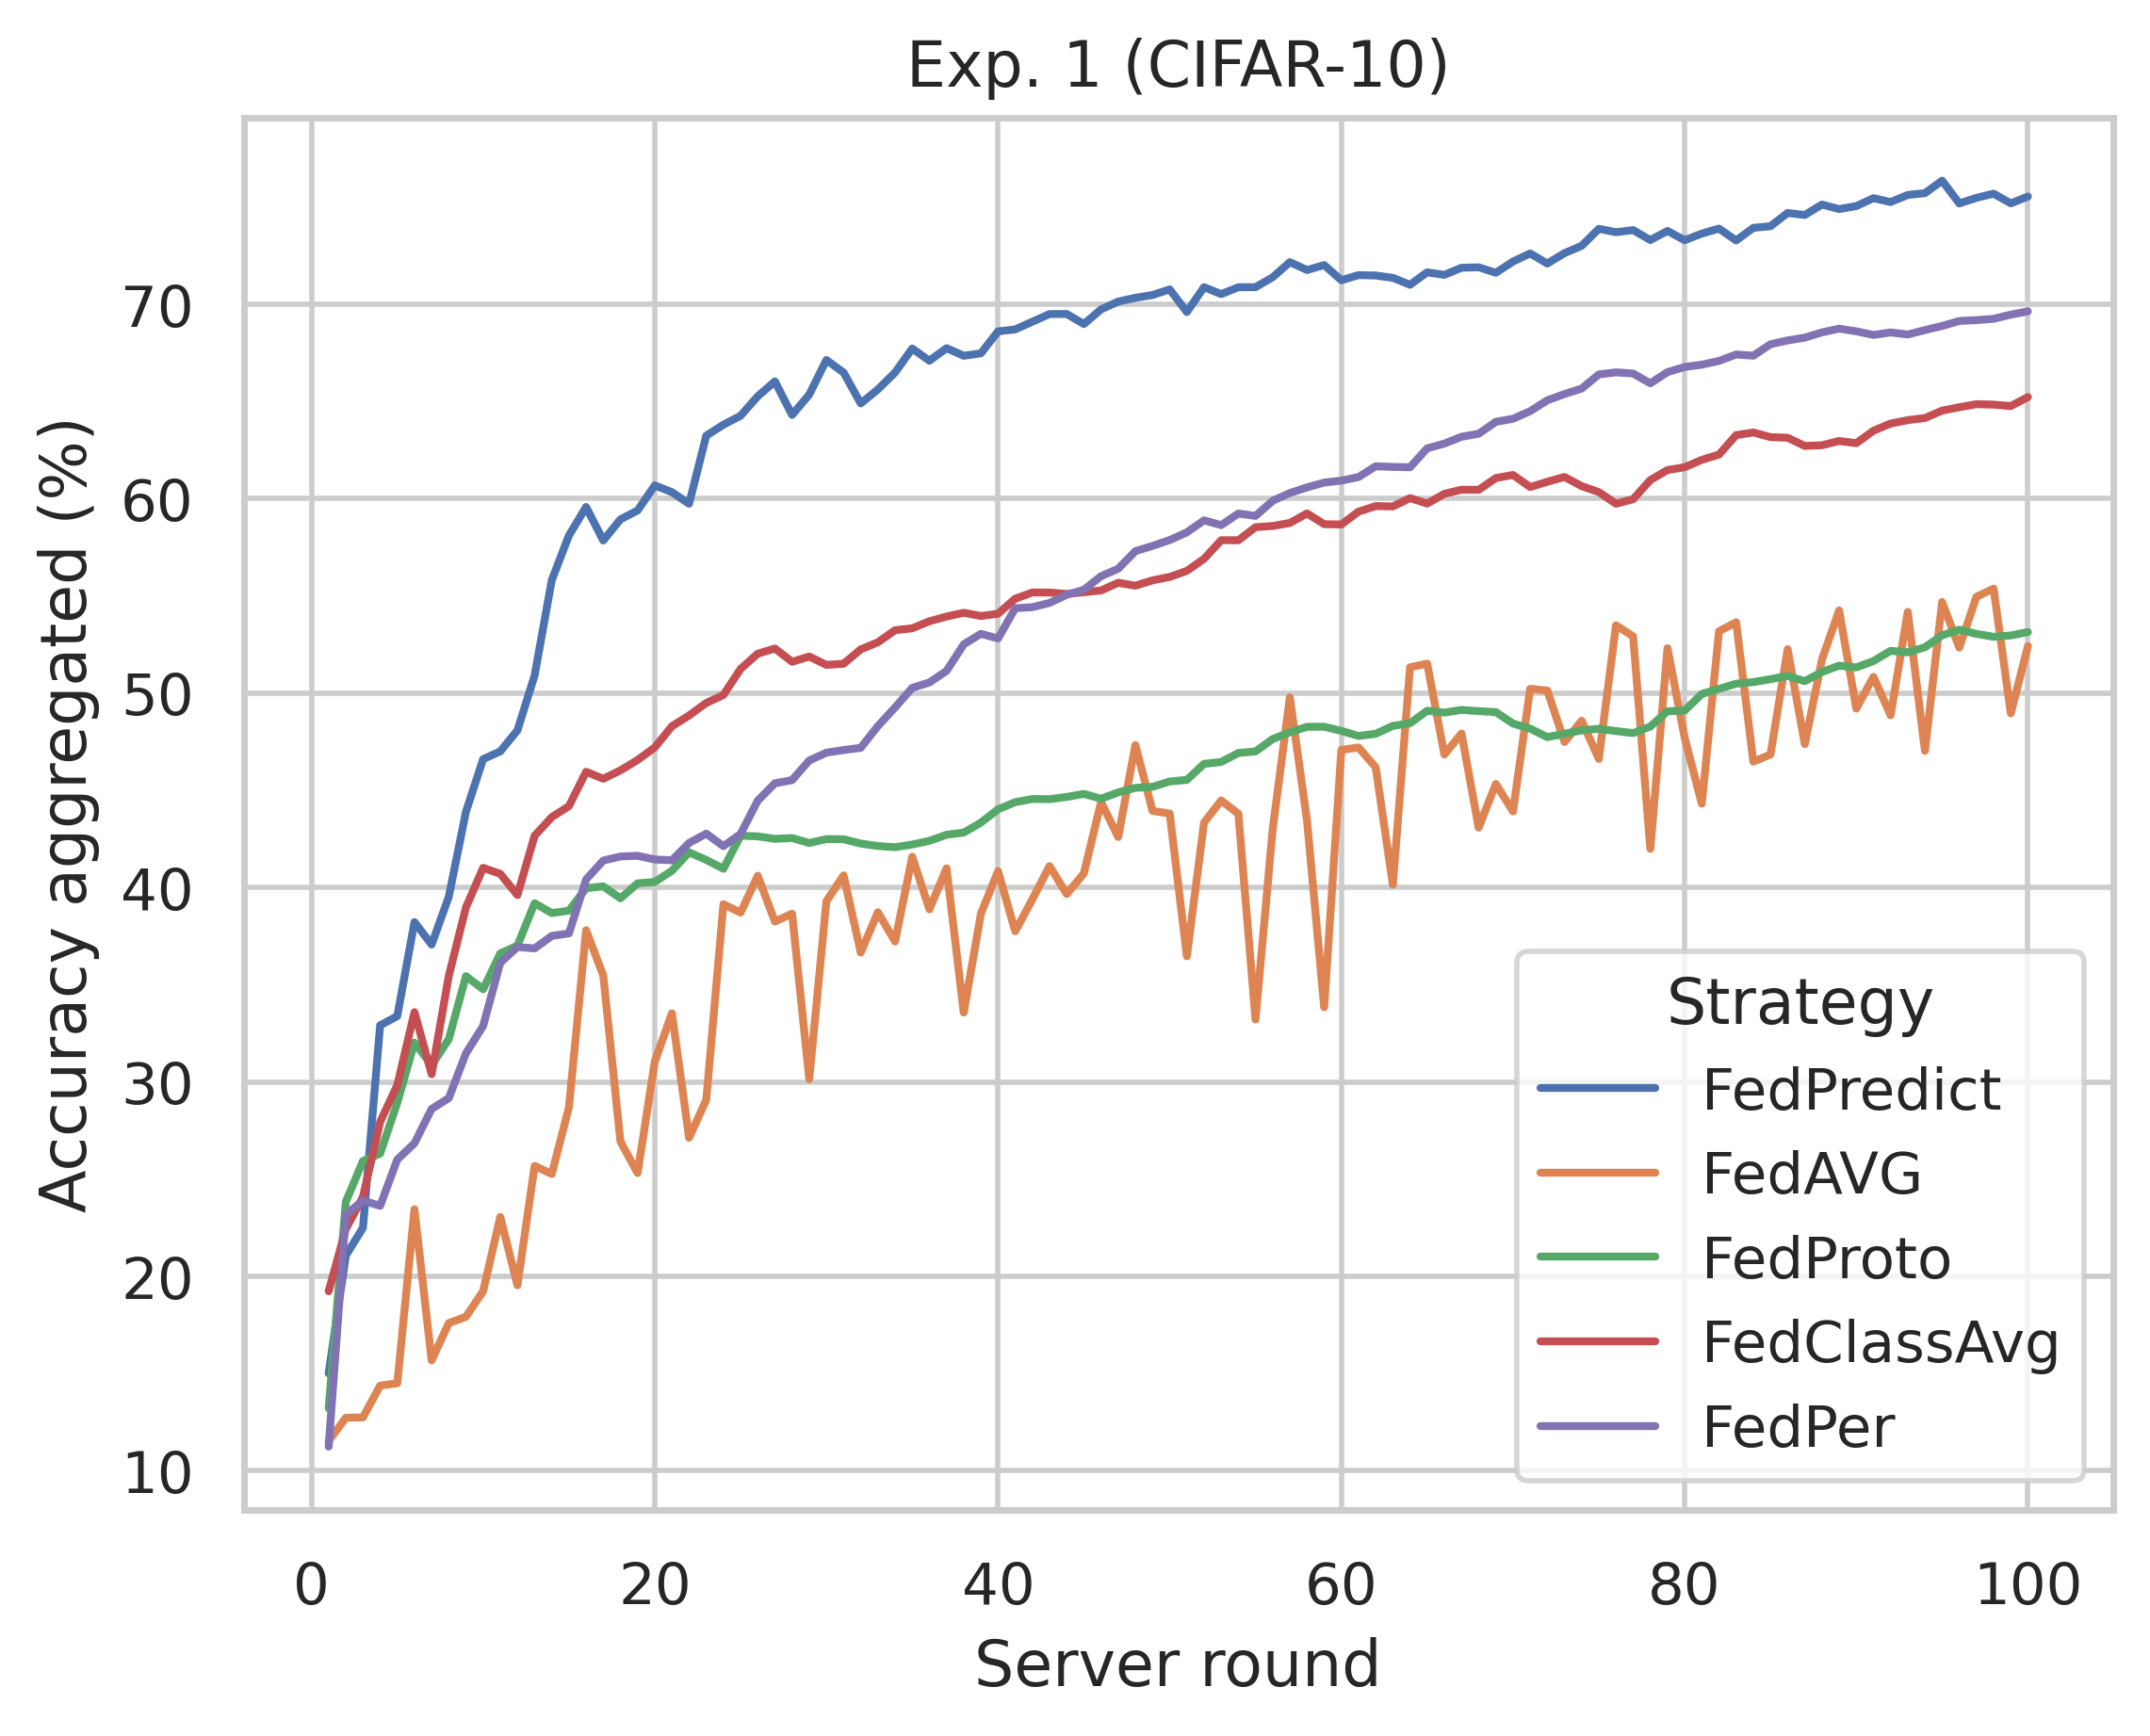 Exp. 1 (CIFAR-10)
Accuracy aggregated (%)
70
60
50
40
30
20
10
0 20 40 60 80 100
Server round
Strategy
FedPredict
FedAVG
FedProto
FedClassAvg
FedPer